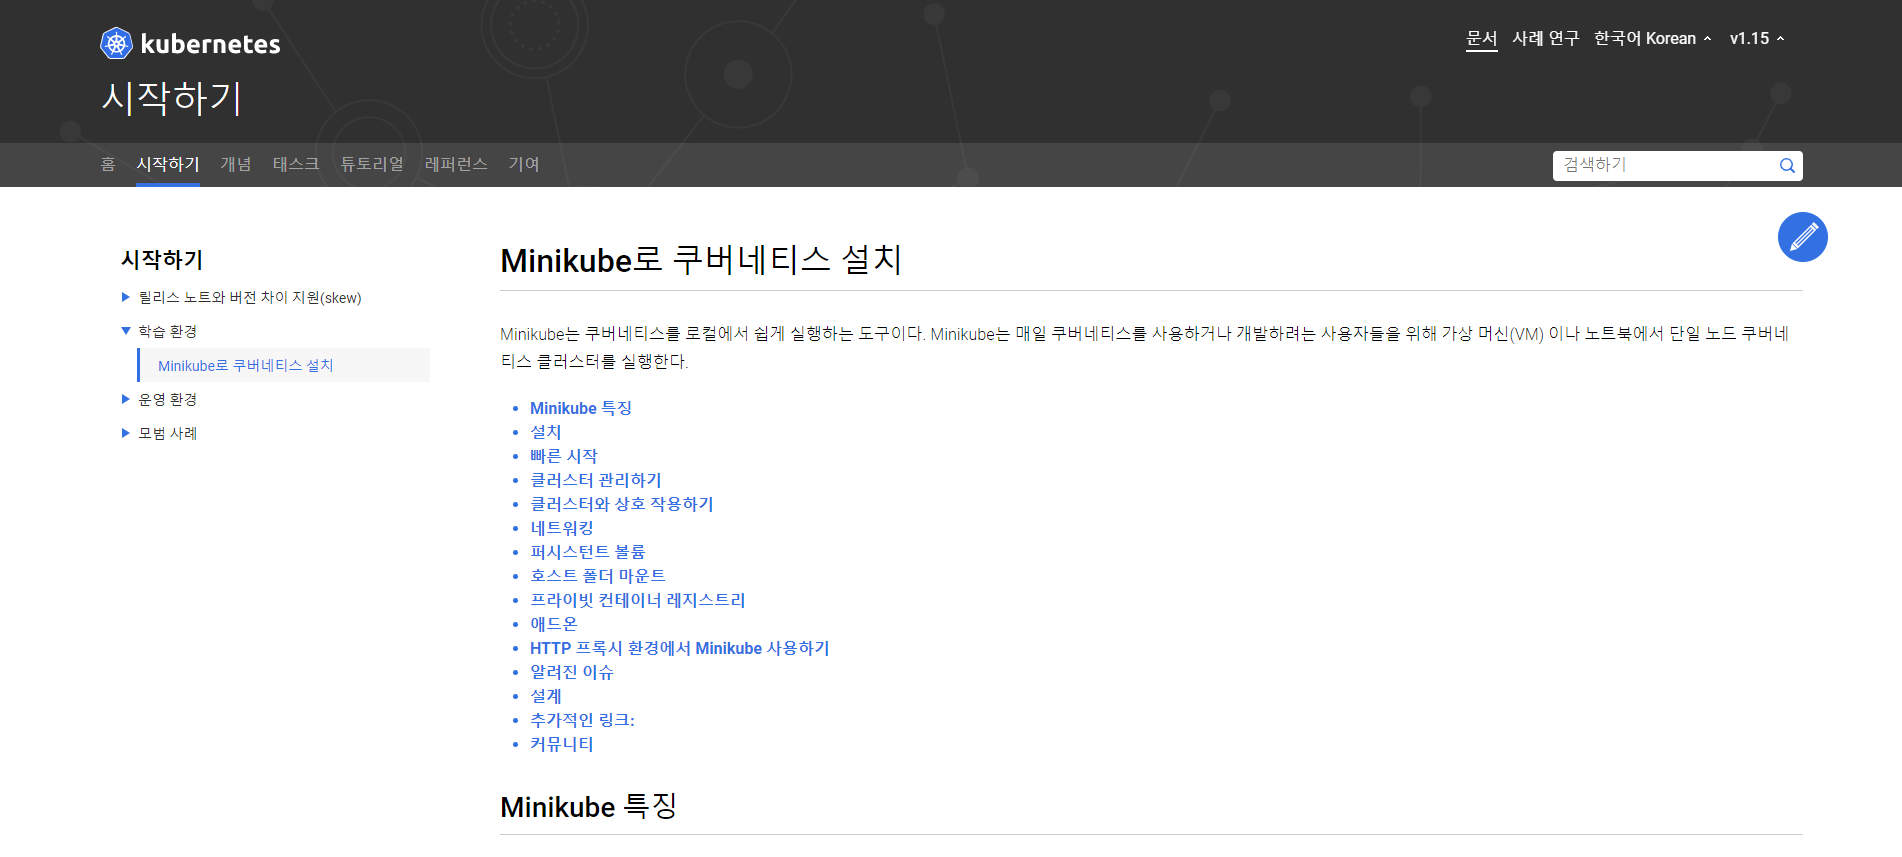 kubernetes
문서 사례 연구 한국어 Korean v1.15
시작하기
홈 시작하기 개념 태스크 튜토리얼 레퍼런스 기여
검색하기
시작하기
릴리스 노트와 버전 차이 지원(skew)
학습 환경
Minikube로 쿠버네티스 설치
운영 환경
모범 사례
Minikube로 쿠버네티스 설치
Minikube는 쿠버네티스를 로컬에서 쉽게 실행하는 도구이다. Minikube는 매일 쿠버네티스를 사용하거나 개발하려는 사용자들을 위해 가상 머신(VM) 이나 노트북에서 단일 노드 쿠버네
티스 클러스터를 실행한다.
Minikube 특징
설치
빠른 시작
클러스터 관리하기
클러스터와 상호 작용하기
네트워킹
퍼시스턴트 볼륨
호스트 폴더 마운트
프라이빗 컨테이너 레지스트리
애드온
HTTP 프록시 환경에서 Minikube 사용하기
알려진 이슈
설계
추가적인 링크:
커뮤니티
Minikube 특징